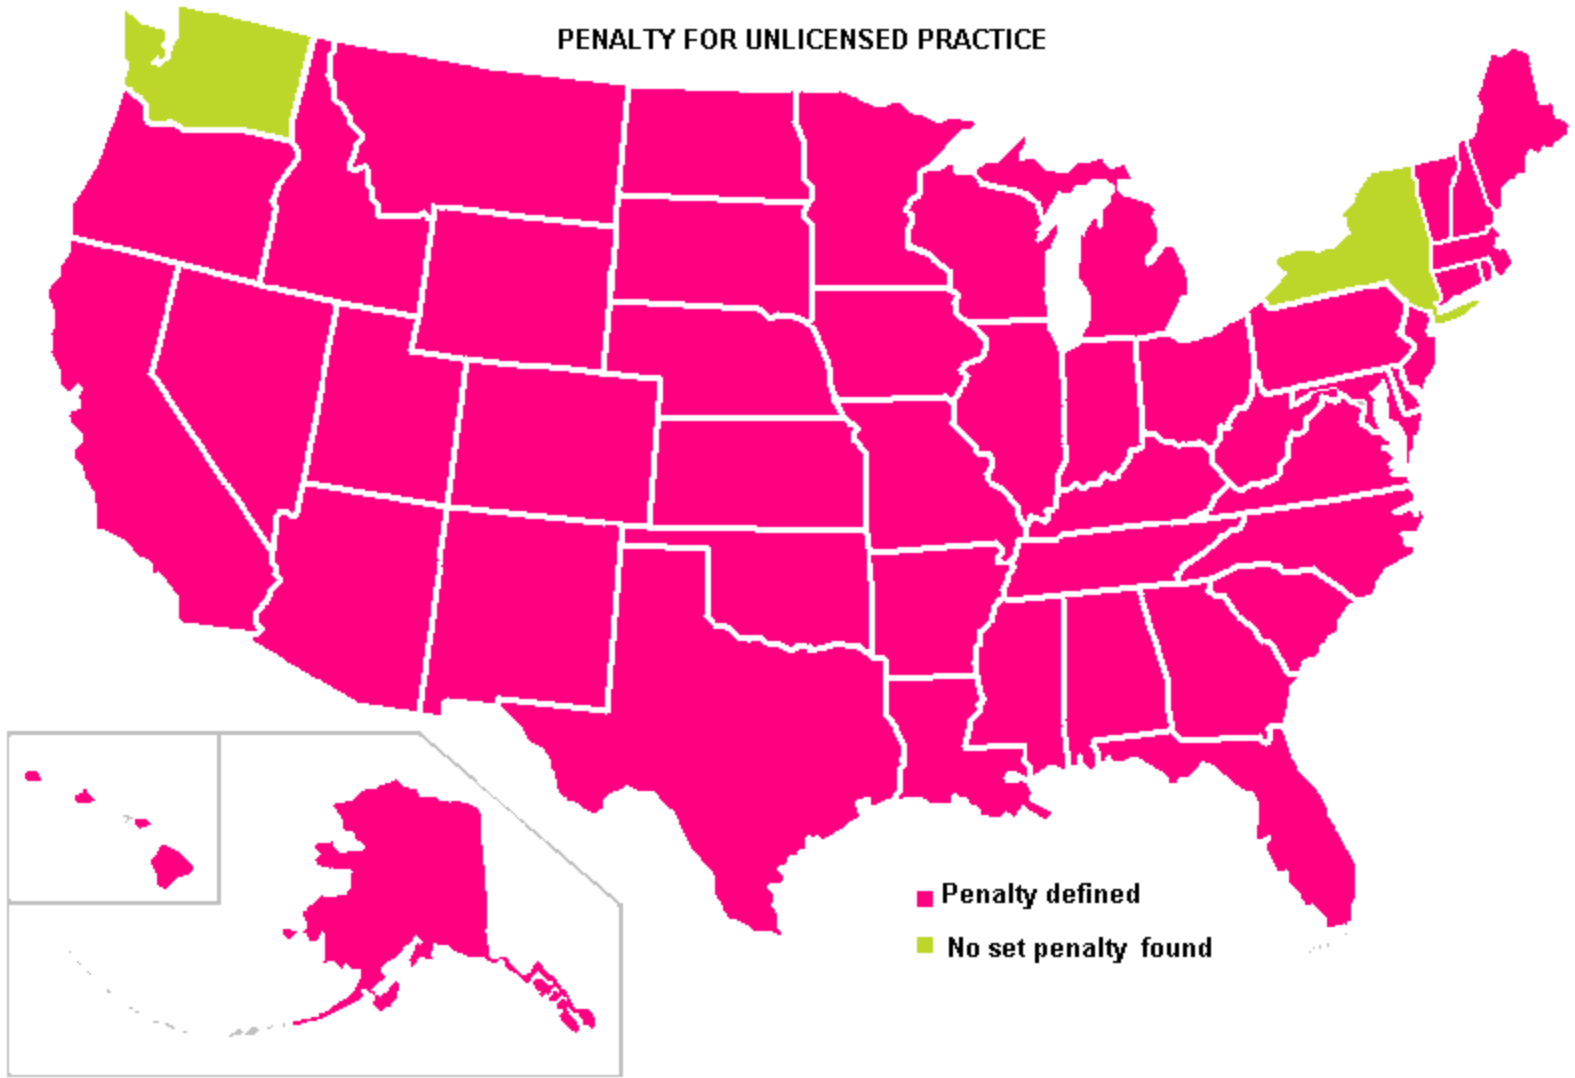 PENALTY FOR UNLICENSED PRACTICE
Penalty defined
No set penalty found